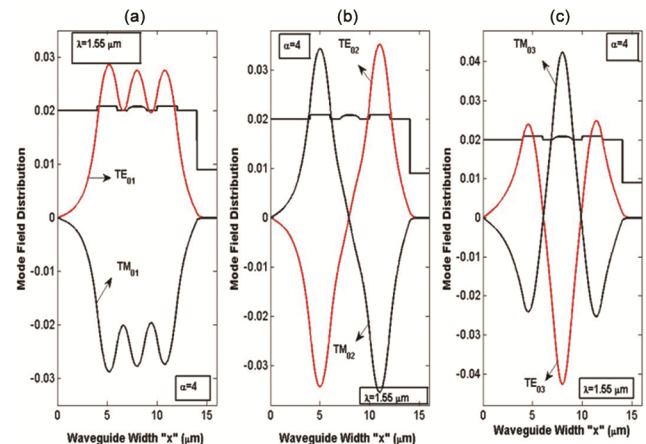 (a)
λ=1.55 μm
0.03
0.02
0.01
0
-0.01
-0.02
-0.03
TE01
TM01
α=4
0 5 10 15
Mode Field Distribution
Waveguide Width "x" (μm)
(b)
α=4
TE02
0.03
0.02
0.01
0
-0.01
-0.02
-0.03
TM02
λ=1.55 μm
0 5 10 15
Mode Field Distribution
Waveguide Width "x" (μm)
(c)
TM03
α=4
0.04
0.03
0.02
0.01
0
-0.01
-0.02
-0.03
-0.04
TE03
λ=1.55 μm
0 5 10 15
Mode Field Distribution
Waveguide Width "x" (μm)